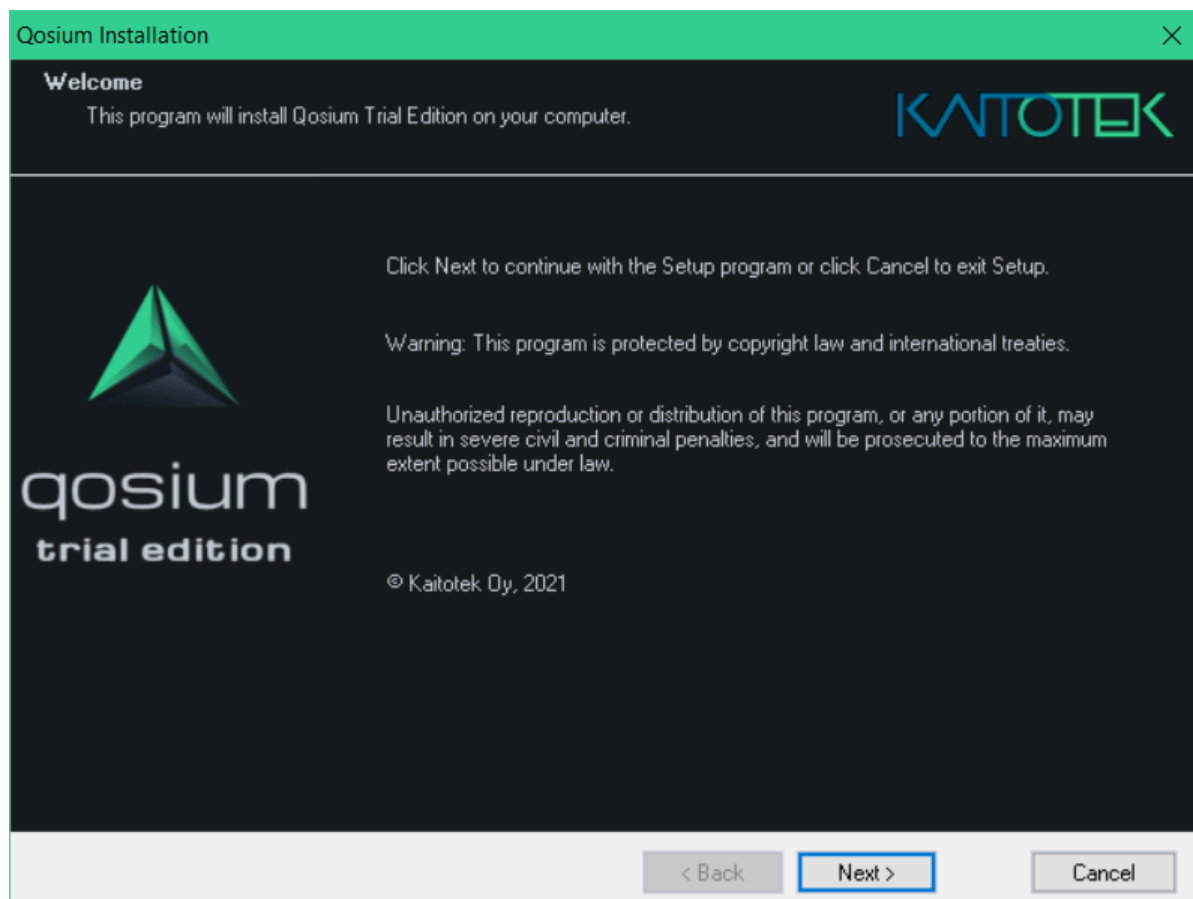 Qosium Installation
Welcome
This program will install Qosium Trial Edition on your computer.
KAITOTEK
Click Next to continue with the Setup program or click Cancel to exit Setup.
Warning: This program is protected by copyright law and international treaties.
Unauthorized reproduction or distribution of this program, or any portion of it, may
result in severe civil and criminal penalties, and will be prosecuted to the maximum
extent possible under law.
qosium
trial edition
© Kaitotek Oy, 2021
< Back
Next >
Cancel